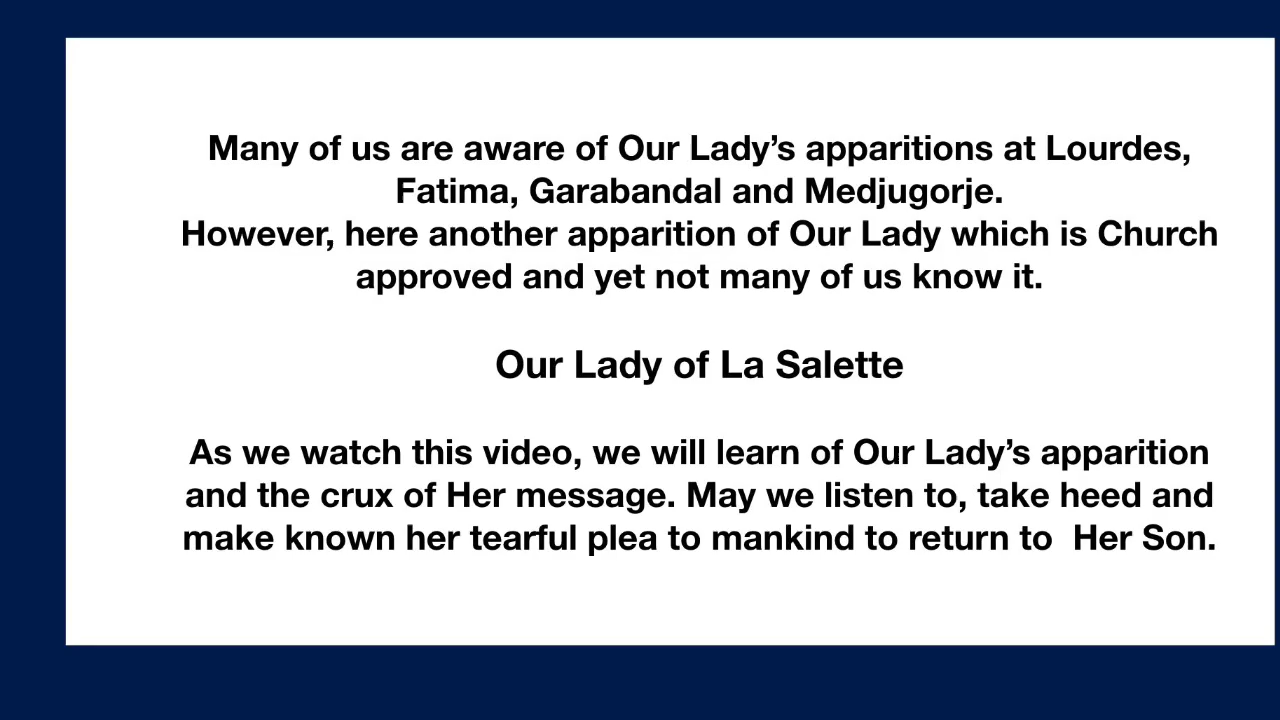 Many of us are aware of Our Lady’s apparitions at Lourdes,
Fatima, Garabandal and Medjugorje.
However, here another apparition of Our Lady which is Church
approved and yet not many of us know it.
Our Lady of La Salette
As we watch this video, we will learn of Our Lady’s apparition
and the crux of Her message. May we listen to, take heed and
make known her tearful plea to mankind to return to  Her Son.